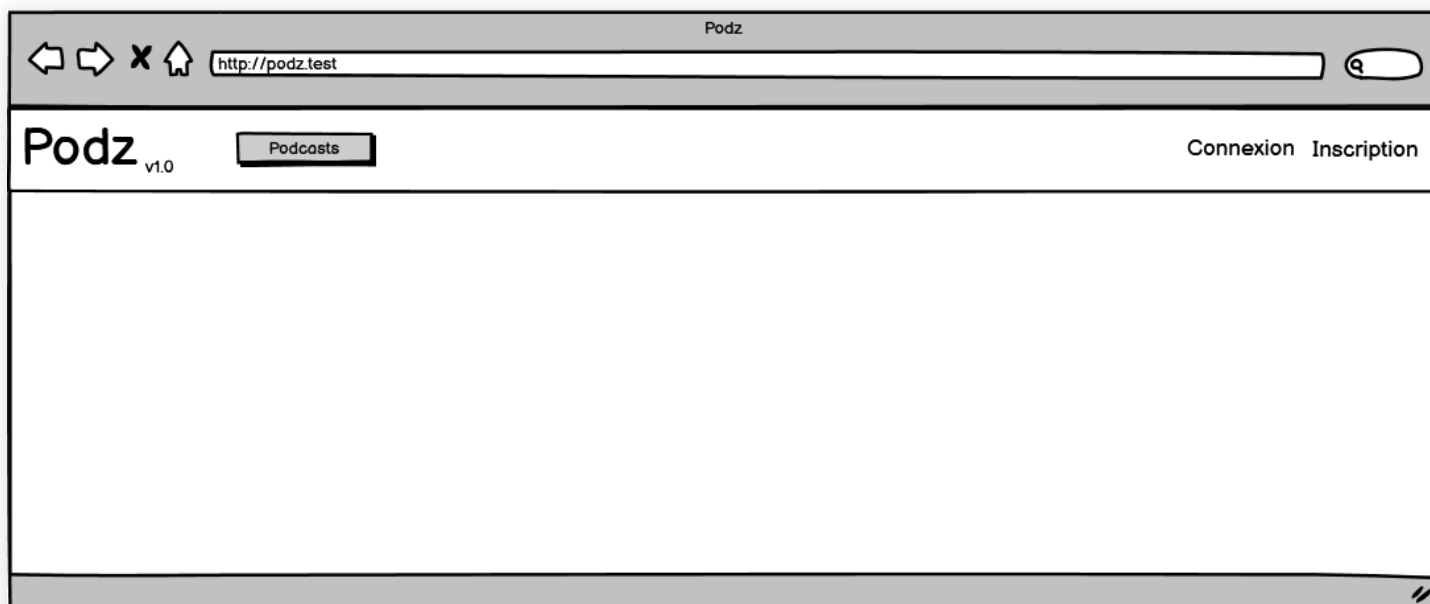 Podz
http://podz.test
Podz v1.0
Podcasts
Connexion Inscription